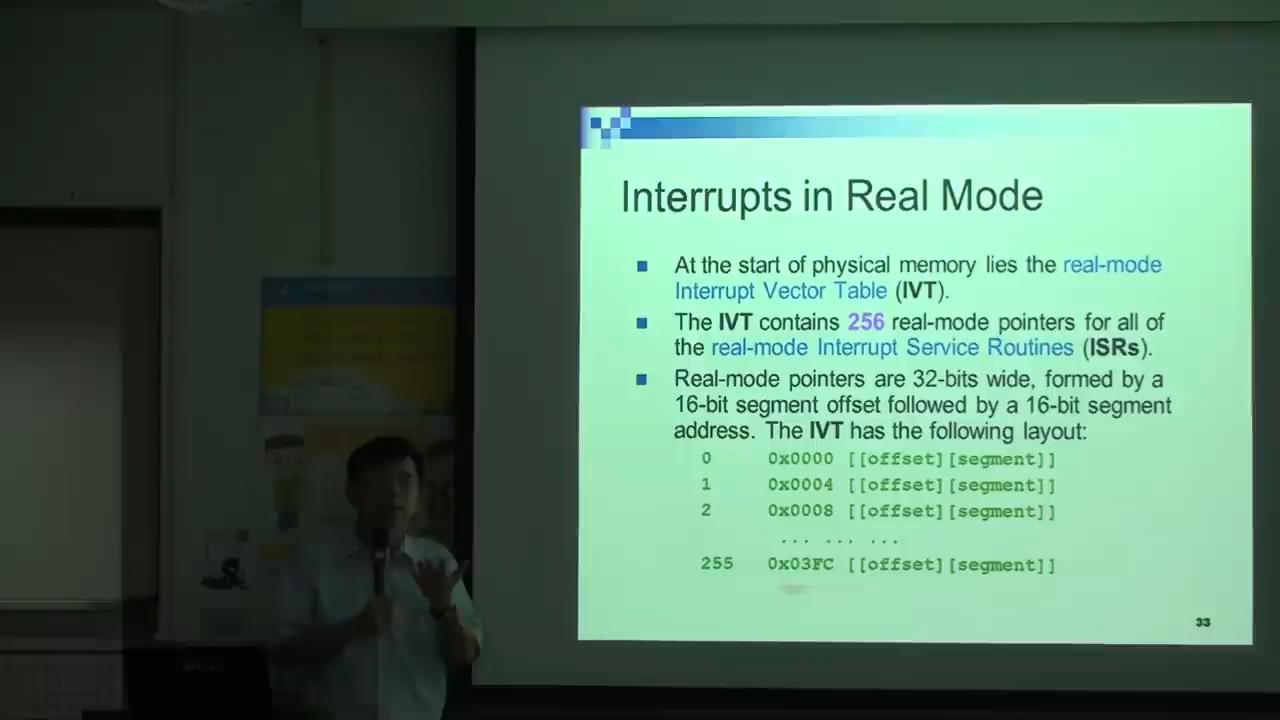 Interrupts in Real Mode
At the start of physical memory lies the real-mode
Interrupt Vector Table (IVT).
The IVT contains 256 real-mode pointers for all of
the real-mode Interrupt Service Routines (ISRs).
Real-mode pointers are 32-bits wide, formed by a
16-bit segment offset followed by a 16-bit segment
address. The IVT has the following layout:
0 0x0000 [[offset][segment]]
1 0x0004 [[offset][segment]]
2 0x0008 [[offset][segment]]
... ... ...
255 0x03FC [[offset][segment]]
33